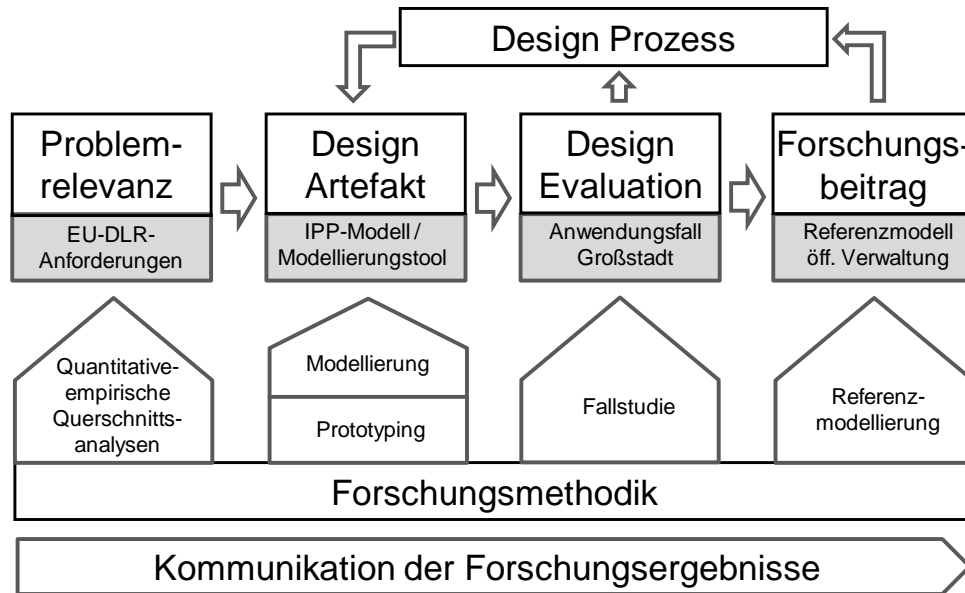 Design Prozess
Problem-
relevanz
EU-DLR-
Anforderungen
Design
Artefakt
IPP-Modell /
Modellierungstool
Design
Evaluation
Anwendungsfall
Großstadt
Forschungs-
beitrag
Referenzmodell
öff. Verwaltung
Quantitative-
empirische
Querschnitts-
analysen
Modellierung
Prototyping
Fallstudie
Referenz-
modellierung
Forschungsmethodik
Kommunikation der Forschungsergebnisse